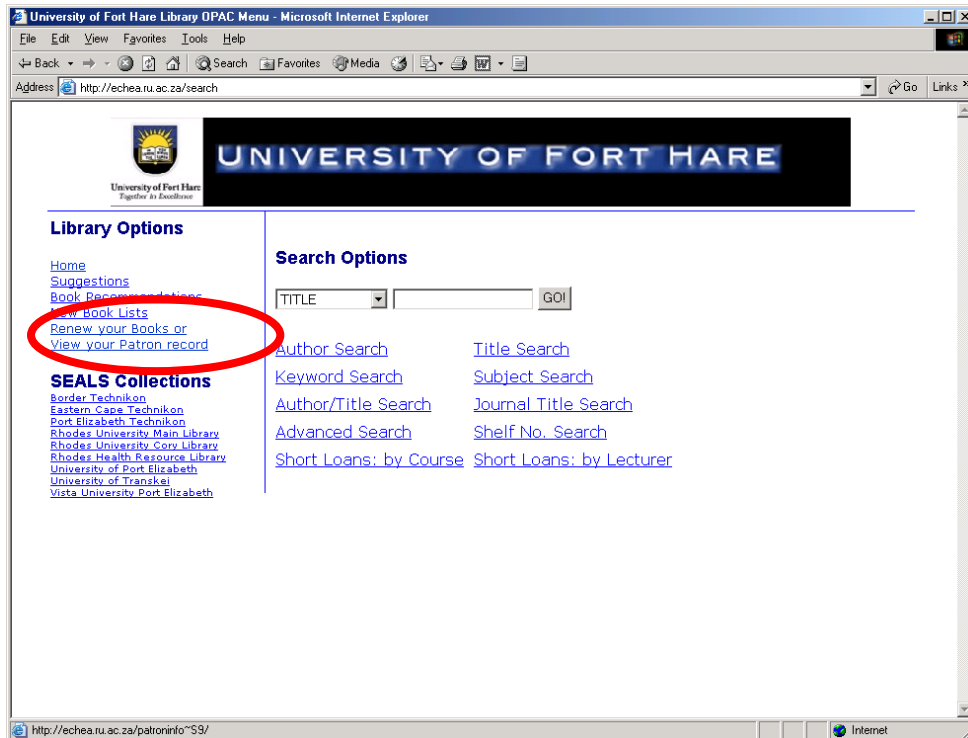 University of Fort Hare Library OPAC Menu - Microsoft Internet Explorer
File Edit View Favorites Tools Help
Back Search Favorites Media
Address http://echea.ru.ac.za/search Go Links »
UNIVERSITY OF FORT HARE
University of Fort Hare
Together in Excellence
Library Options
Home
Suggestions
Book Recommendations
New Book Lists
Renew your Books or
View your Patron record
SEALS Collections
Border Technikon
Eastern Cape Technikon
Port Elizabeth Technikon
Rhodes University Main Library
Rhodes University Cory Library
Rhodes Health Resource Library
University of Port Elizabeth
University of Transkei
Vista University Port Elizabeth
Search Options
TITLE GO!
Author Search Title Search
Keyword Search Subject Search
Author/Title Search Journal Title Search
Advanced Search Shelf No. Search
Short Loans: by Course Short Loans: by Lecturer
http://echea.ru.ac.za/patroninfo~S9/ Internet